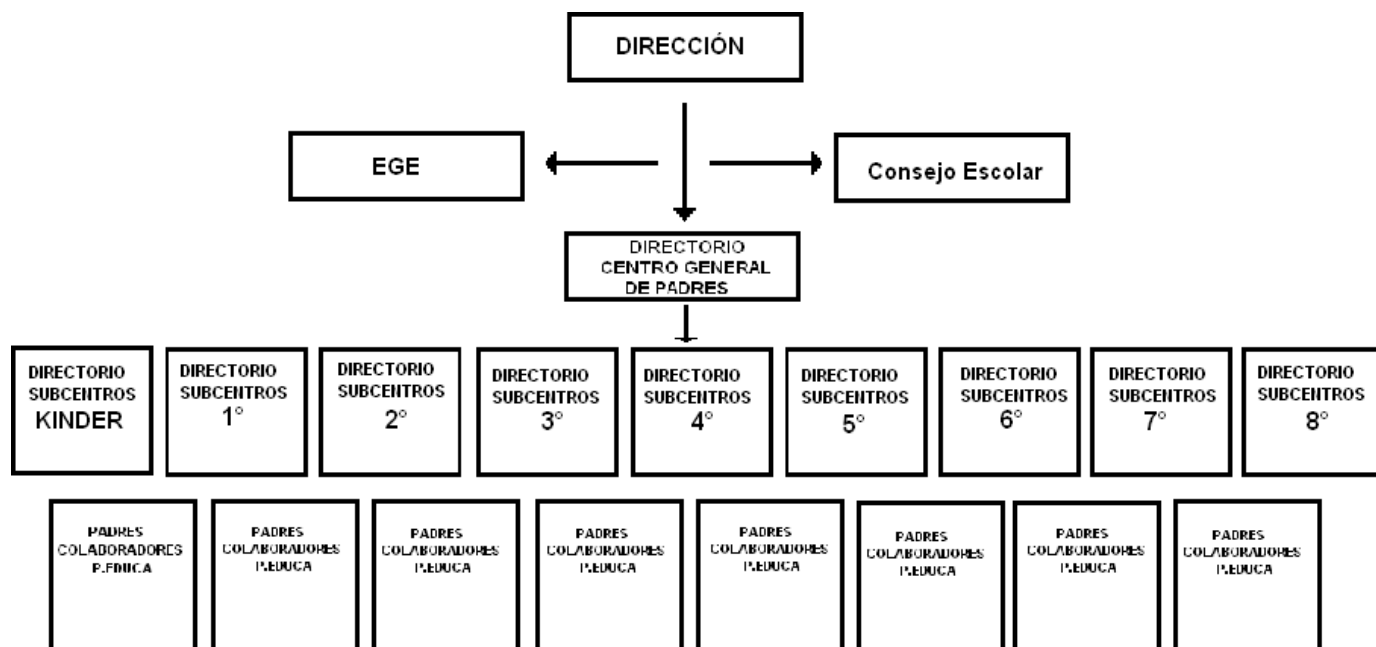 DIRECCIÓN
EGE
Consejo Escolar
DIRECTORIO
CENTRO GENERAL
DE PADRES
DIRECTORIO
SUBCENTROS
KINDER
DIRECTORIO
SUBCENTROS
1°
DIRECTORIO
SUBCENTROS
2°
DIRECTORIO
SUBCENTROS
3°
DIRECTORIO
SUBCENTROS
4°
DIRECTORIO
SUBCENTROS
5°
DIRECTORIO
SUBCENTROS
6°
DIRECTORIO
SUBCENTROS
7°
DIRECTORIO
SUBCENTROS
8°
PADRES
COLABORADORES
P.EDUCA
PADRES
COLABORADORES
P.EDUCA
PADRES
COLABORADORES
P.EDUCA
PADRES
COLABORADORES
P.EDUCA
PADRES
COLABORADORES
P.EDUCA
PADRES
COLABORADORES
P.EDUCA
PADRES
COLABORADORES
P.EDUCA
PADRES
COLABORADORES
P.EDUCA